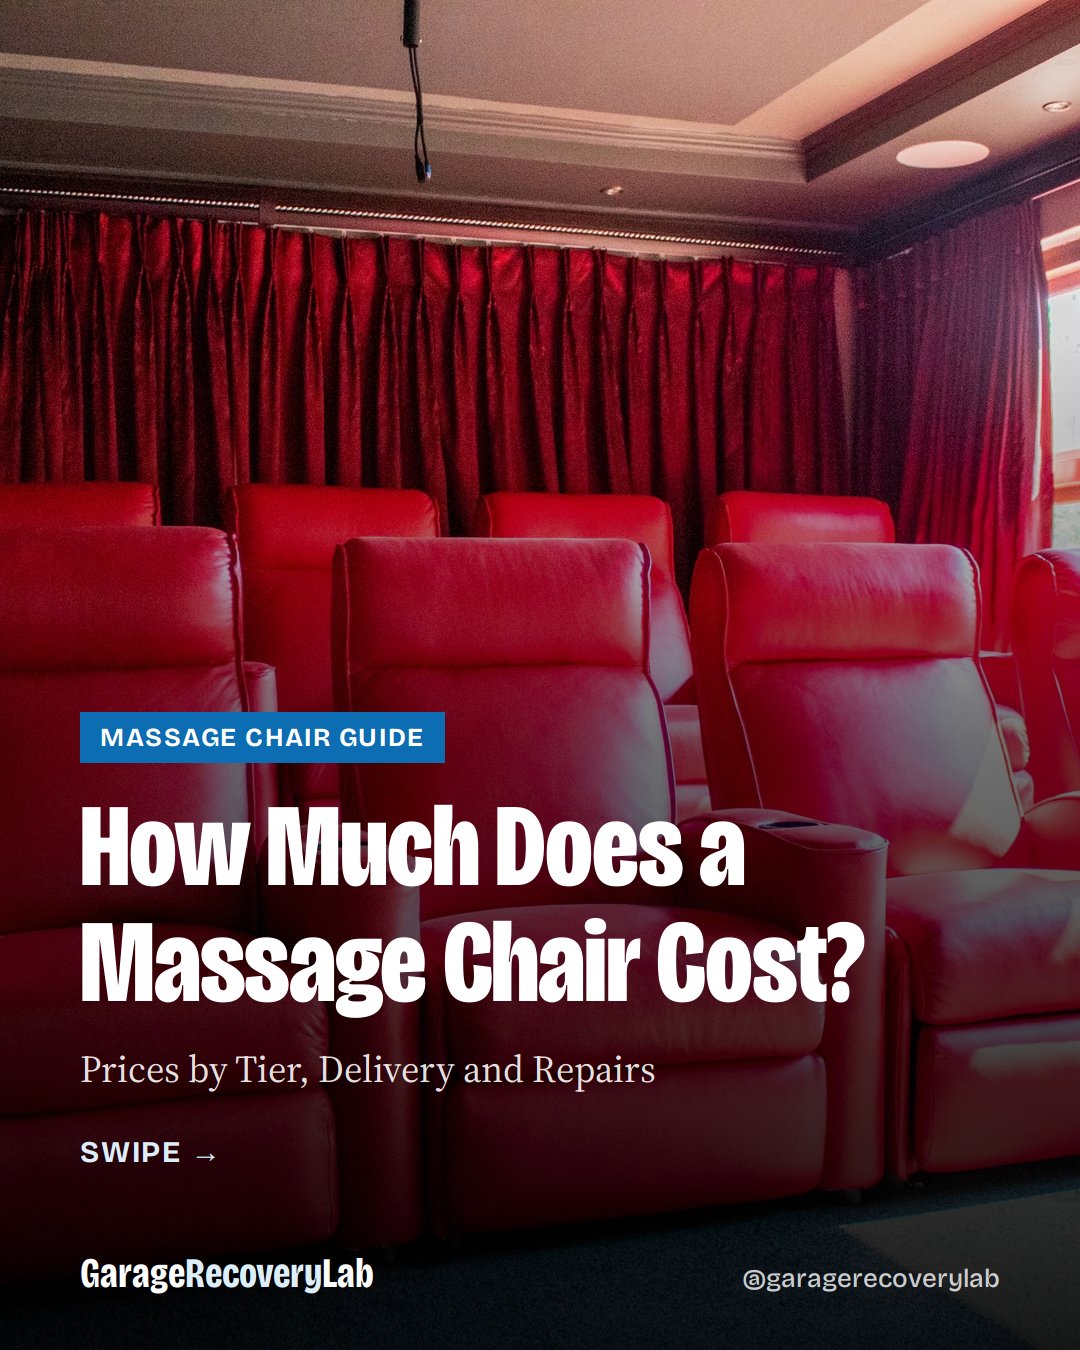 MASSAGE CHAIR GUIDE
How Much Does a
Massage Chair Cost?
Prices by Tier, Delivery and Repairs
SWIPE →
GarageRecoveryLab
@garagerecoverylab